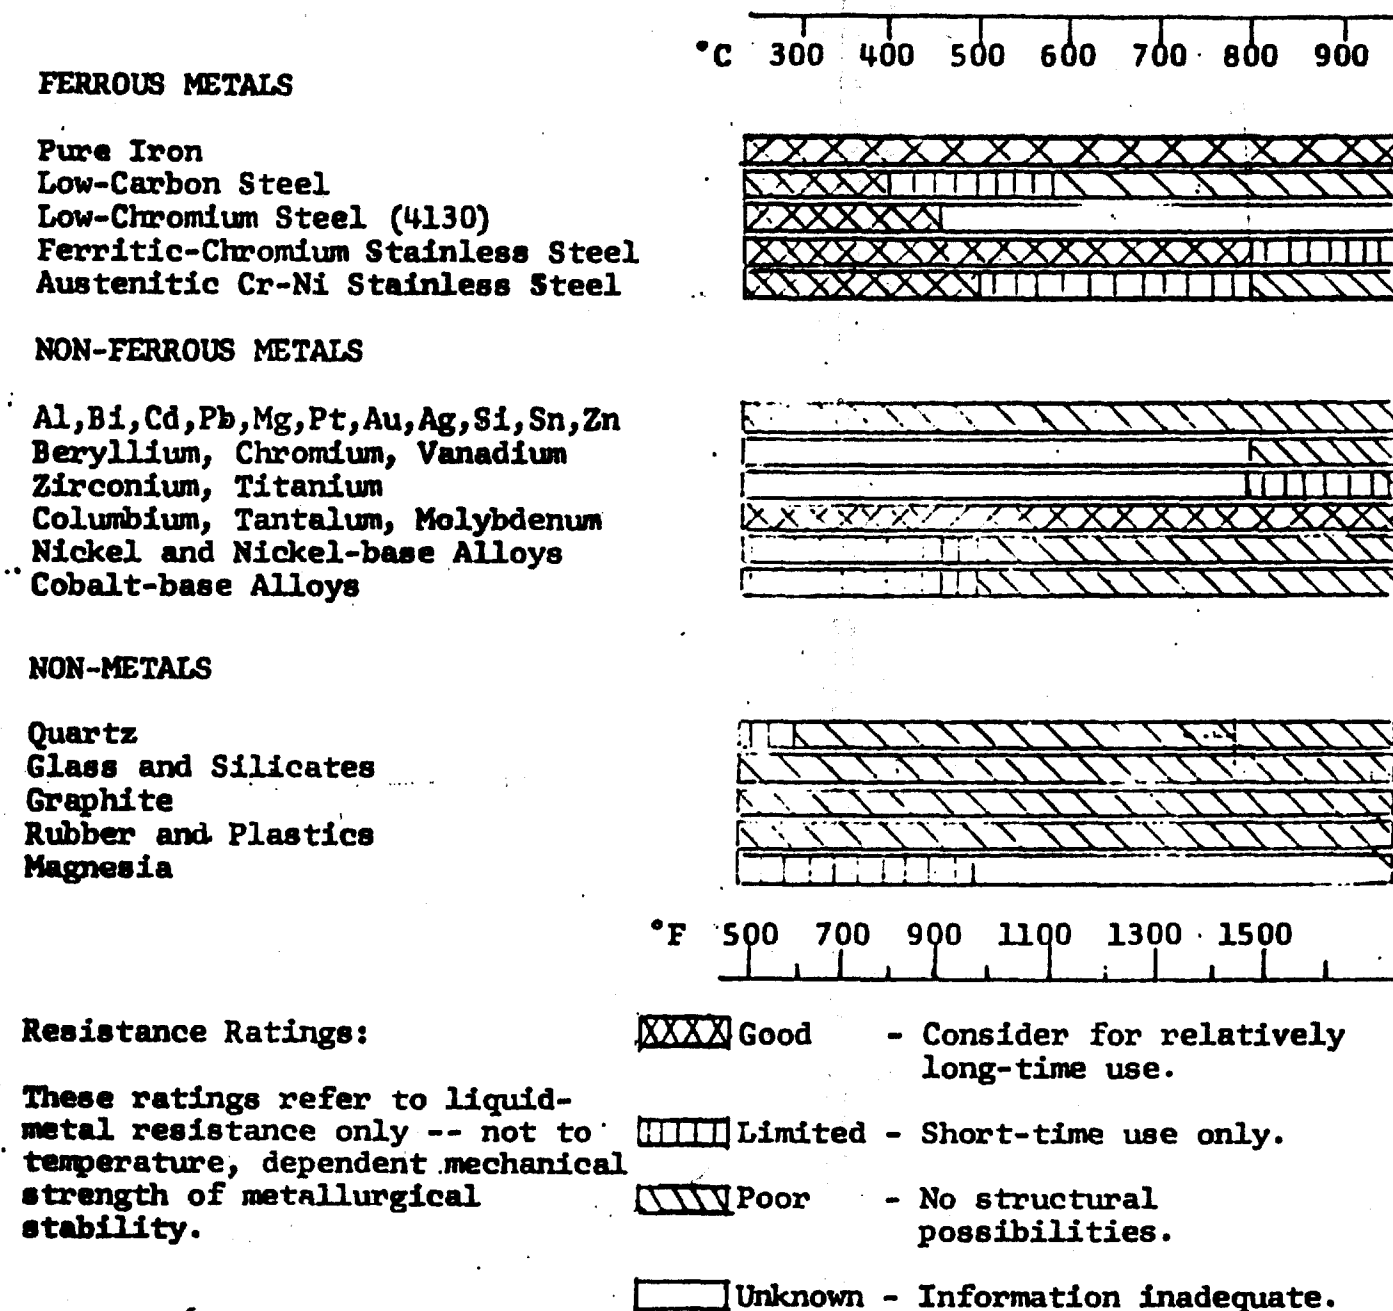 °C 300 400 500 600 700 800 900
FERROUS METALS
Pure Iron
Low-Carbon Steel
Low-Chromium Steel (4130)
Ferritic-Chromium Stainless Steel
Austenitic Cr-Ni Stainless Steel
NON-FERROUS METALS
Al,Bi,Cd,Pb,Mg,Pt,Au,Ag,Si,Sn,Zn
Beryllium, Chromium, Vanadium
Zirconium, Titanium
Columbium, Tantalum, Molybdenum
Nickel and Nickel-base Alloys
Cobalt-base Alloys
NON-METALS
Quartz
Glass and Silicates
Graphite
Rubber and Plastics
Magnesia
°F 500 700 900 1100 1300 1500
Resistance Ratings:
These ratings refer to liquid-
metal resistance only -- not to
temperature, dependent mechanical
strength of metallurgical
stability.
Good - Consider for relatively
long-time use.
Limited - Short-time use only.
Poor - No structural
possibilities.
Unknown - Information inadequate.